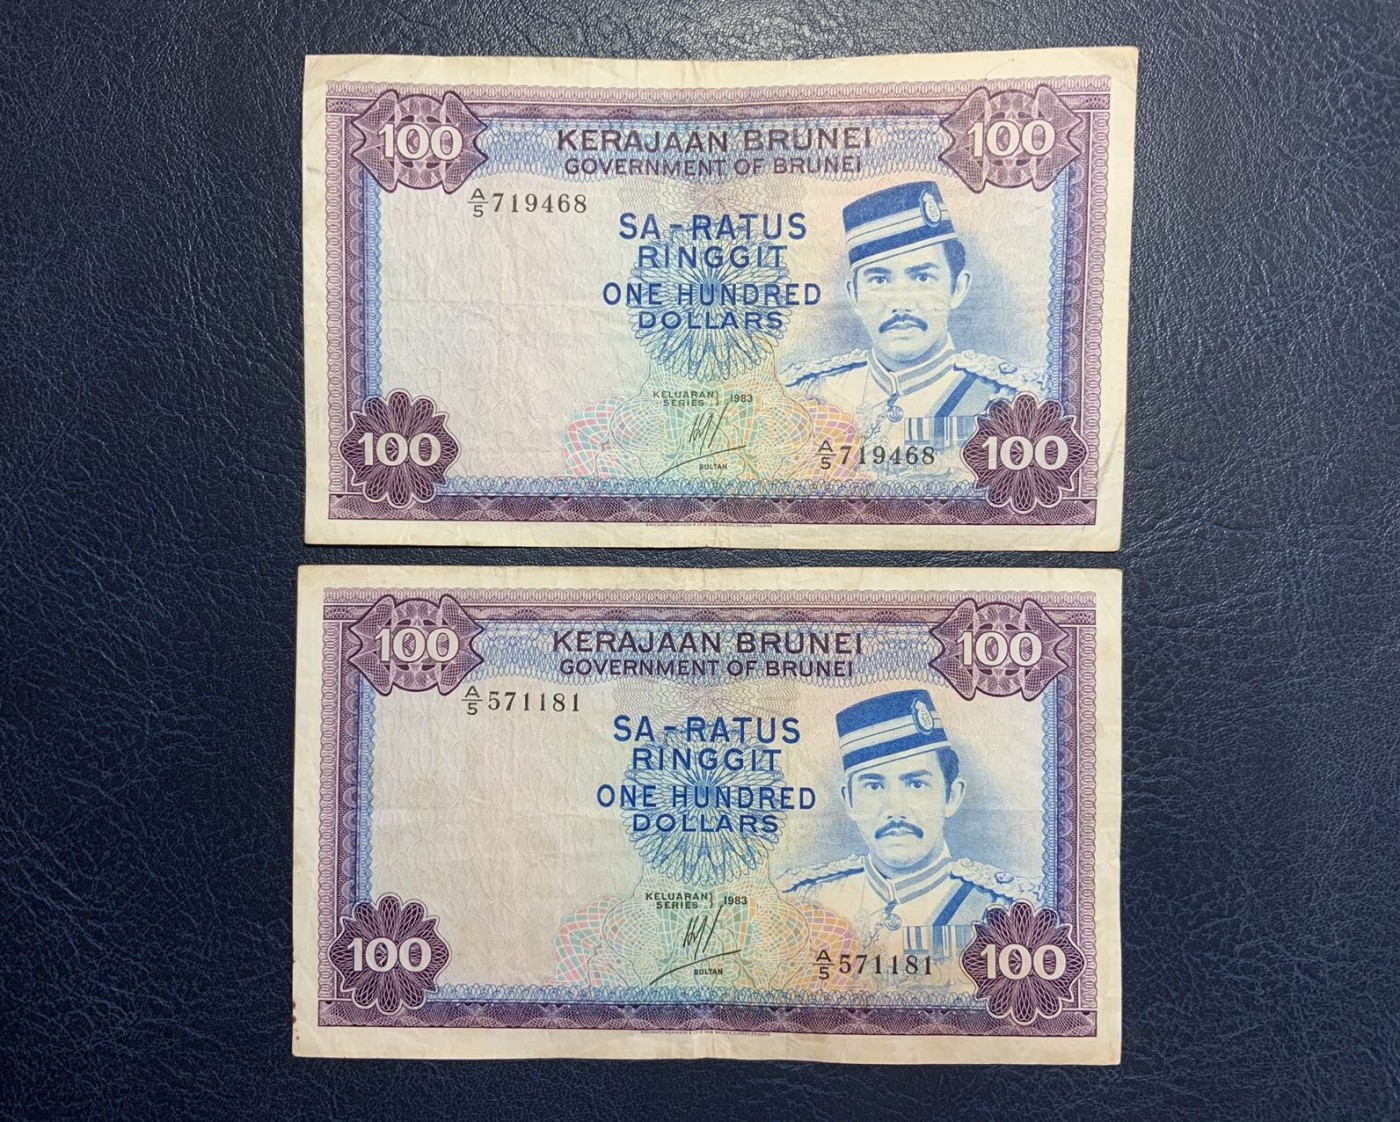 100
100
KERAJAAN BRUNEI
GOVERNMENT OF BRUNEI
A/5 719468
SA-RATUS
RINGGIT
ONE HUNDRED
DOLLARS
KELUARAN) 1983
SERIES )
SULTAN
A/5 719468
100
100
100
100
KERAJAAN BRUNEI
GOVERNMENT OF BRUNEI
A/5 571181
SA-RATUS
RINGGIT
ONE HUNDRED
DOLLARS
KELUARAN) 1983
SERIES )
SULTAN
A/5 571181
100
100